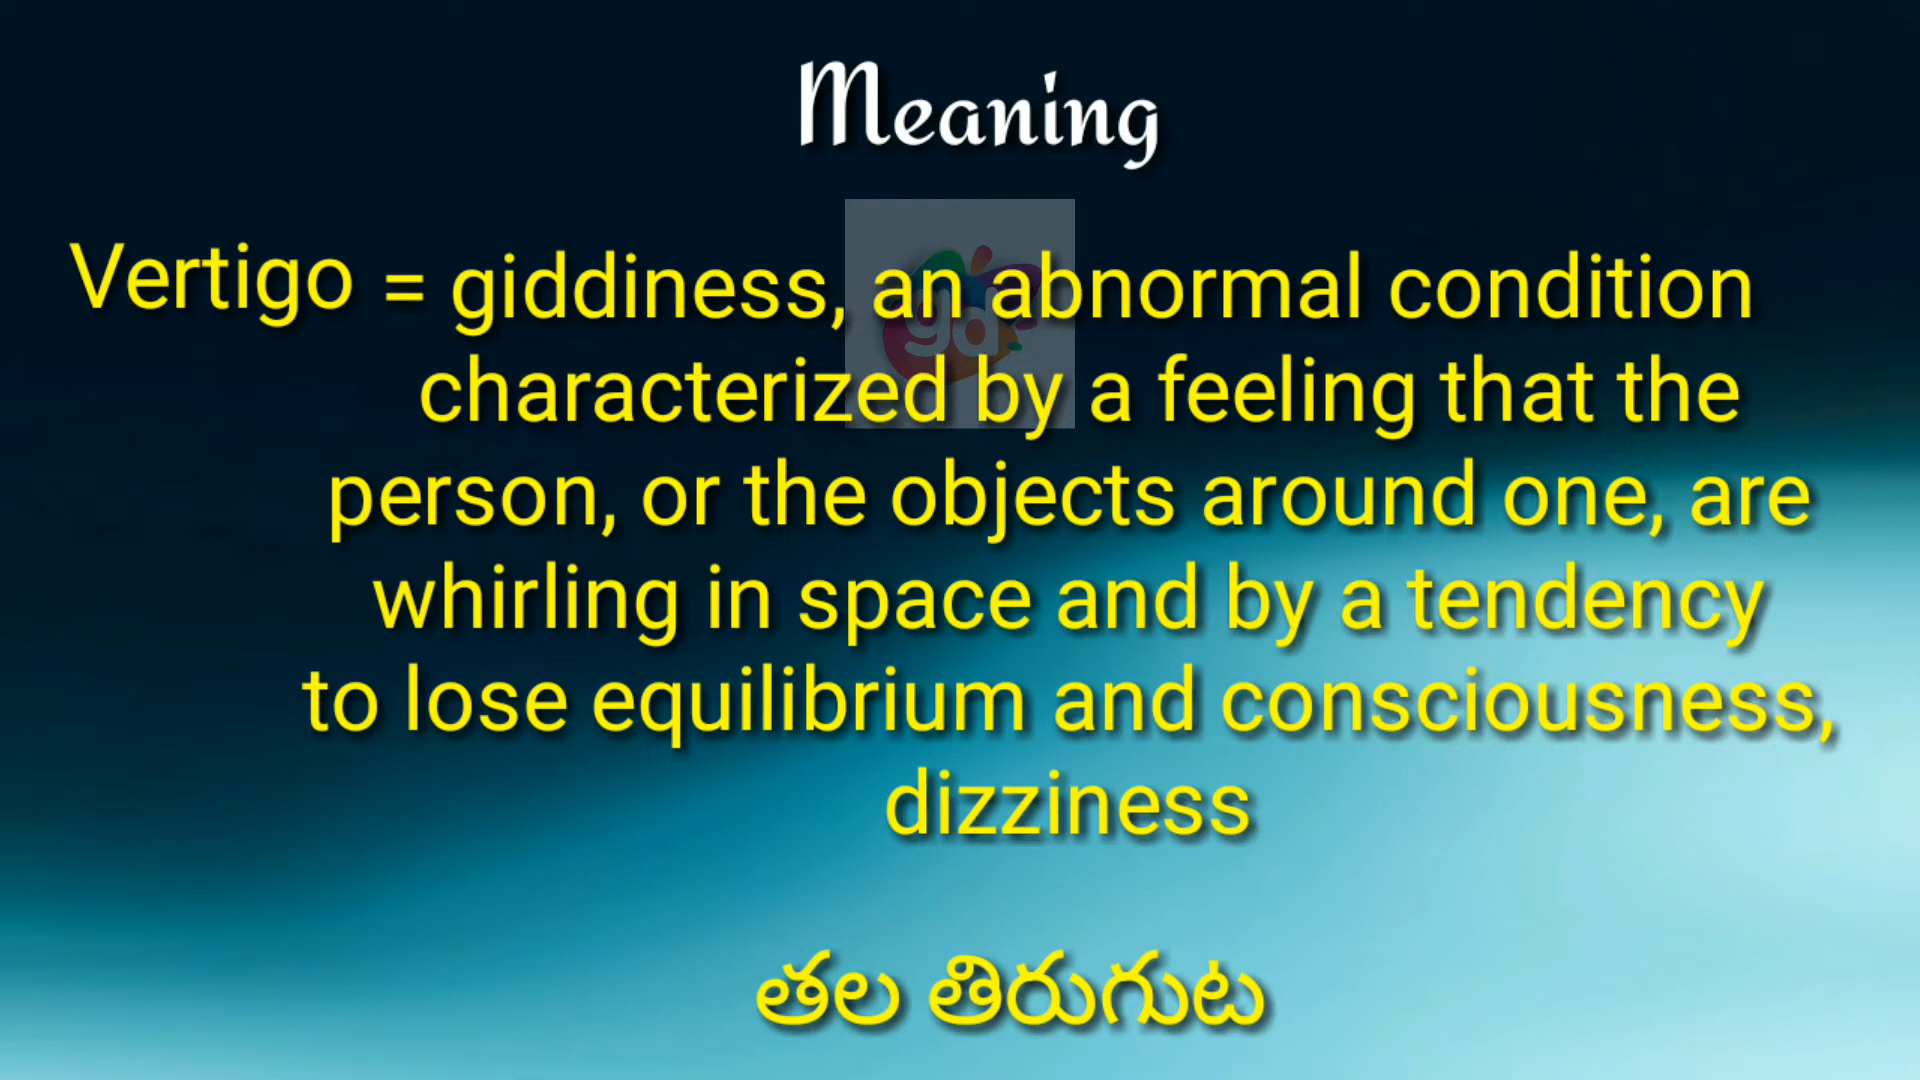 Meaning
Vertigo = giddiness, an abnormal condition
characterized by a feeling that the
person, or the objects around one, are
whirling in space and by a tendency
to lose equilibrium and consciousness,
dizziness
తల తిరుగుట